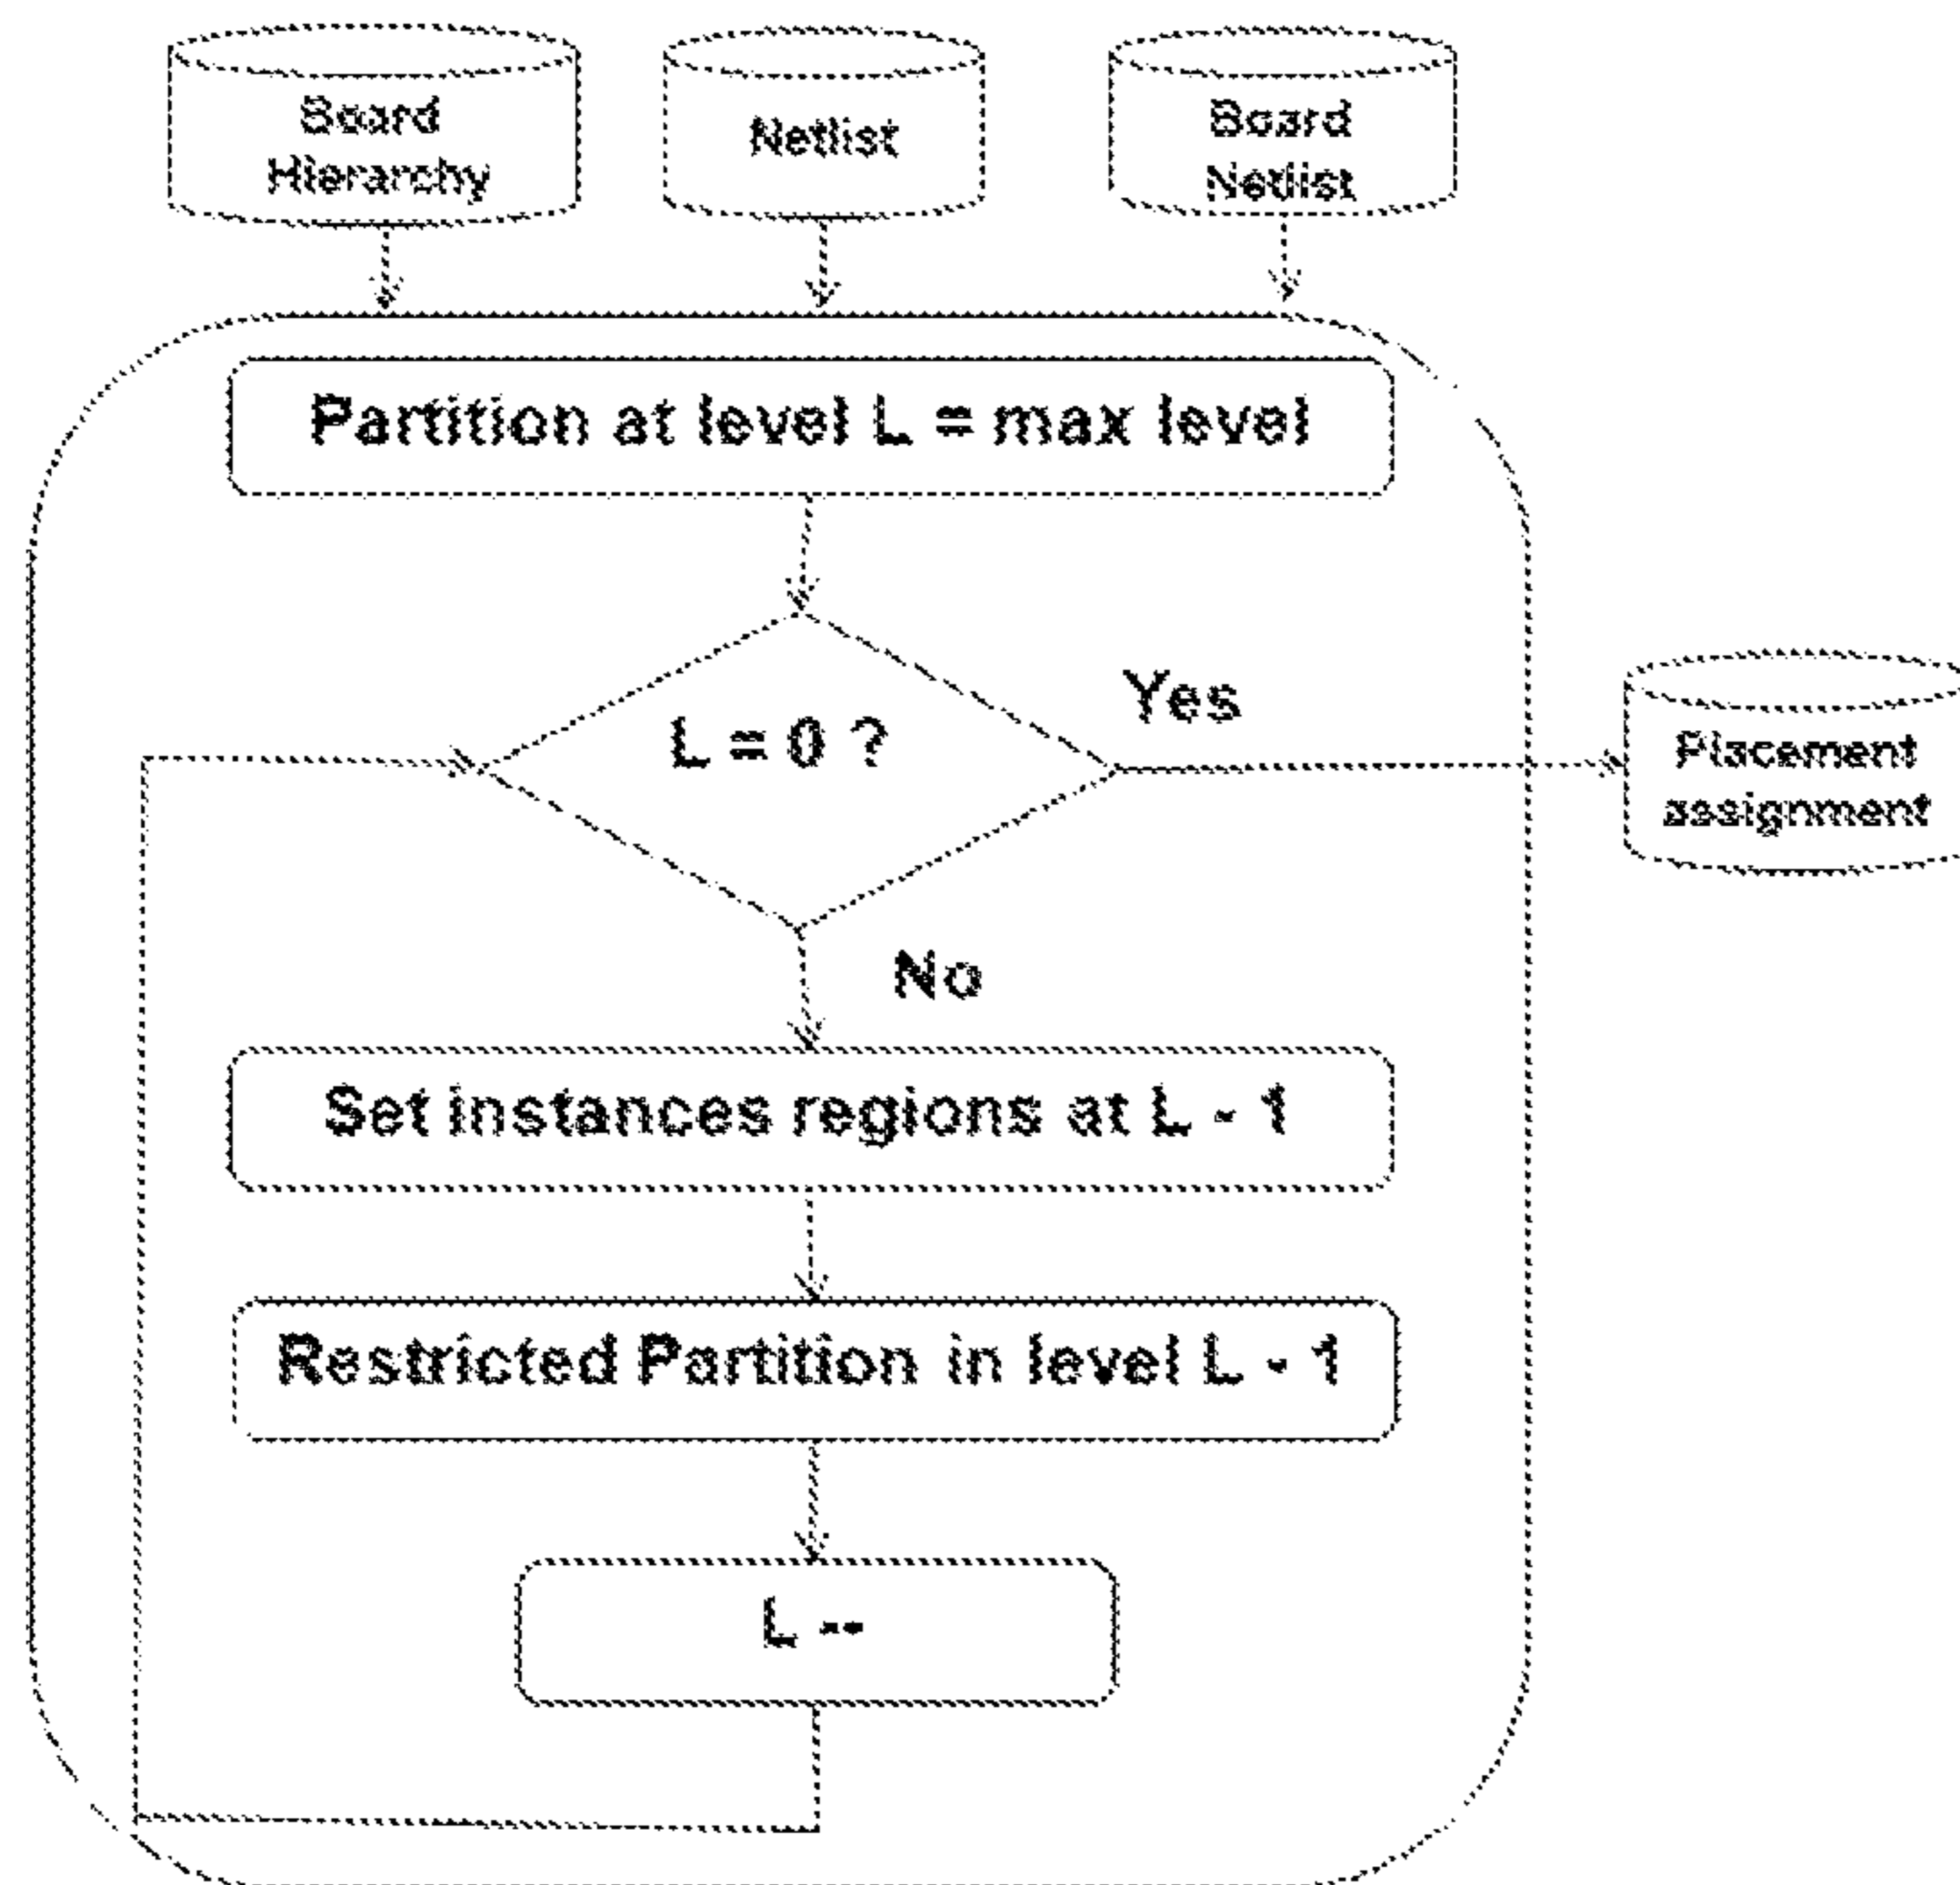 Board
Hierarchy
Netlist
Board
Netlist
Partition at level L = max level
L = 0 ?
Yes
Placement
assignment
No
Set instances regions at L - 1
Restricted Partition in level L - 1
L --